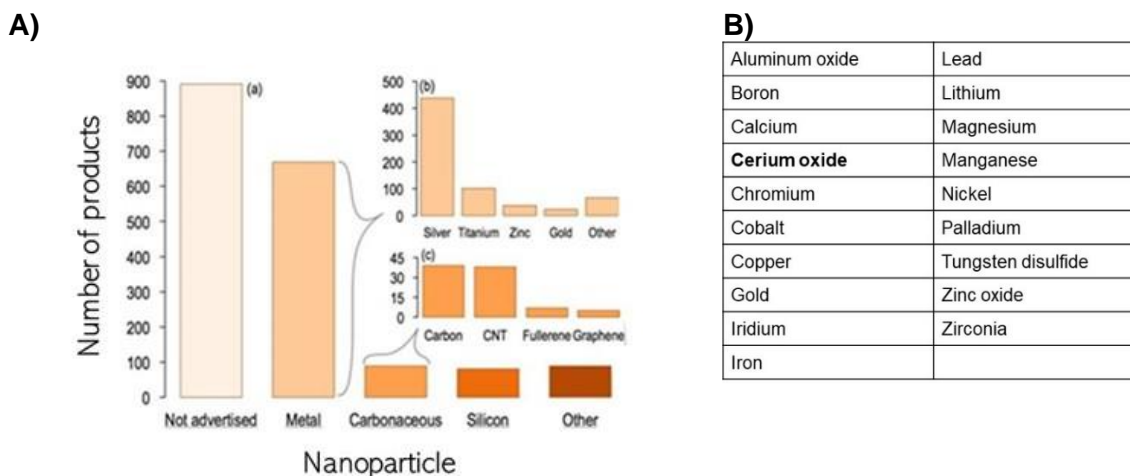 A)
Number of products
900
800
700
600
500
400
300
200
100
0
(a)
Not advertised Metal Carbonaceous Silicon Other
Nanoparticle
500
400
300
200
100
0
(b)
Silver Titanium Zinc Gold Other
45
30
15
0
(c)
Carbon CNT Fullerene Graphene
B)
Aluminum oxide Lead
Boron Lithium
Calcium Magnesium
Cerium oxide Manganese
Chromium Nickel
Cobalt Palladium
Copper Tungsten disulfide
Gold Zinc oxide
Iridium Zirconia
Iron